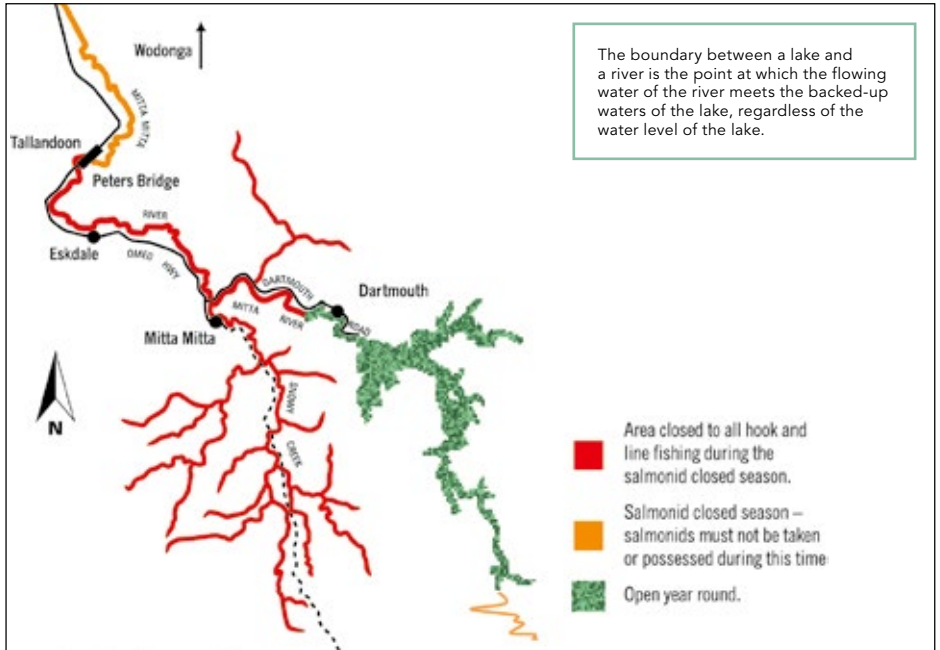 Wodonga
The boundary between a lake and
a river is the point at which the flowing
water of the river meets the backed-up
waters of the lake, regardless of the
water level of the lake.
MITTA MITTA
Tallandoon
Peters Bridge
RIVER
Eskdale
OMEO HWY
DARTMOUTH
Dartmouth
ROAD
MITTA
RIVER
Mitta Mitta
N
SNOWY
CREEK
Area closed to all hook and
line fishing during the
salmonid closed season.
Salmonid closed season –
salmonids must not be taken
or possessed during this time
Open year round.